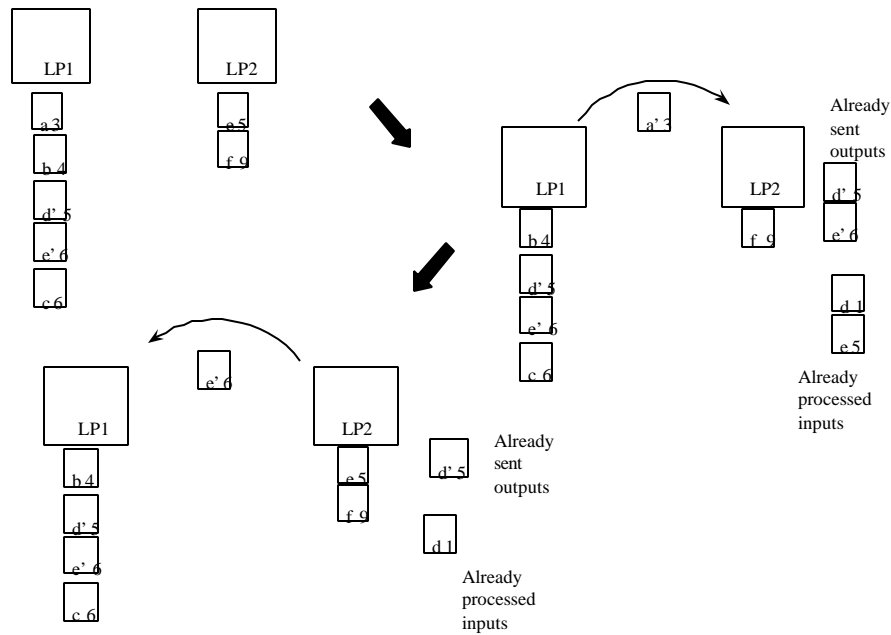 LP1
a 3
b 4
d' 5
e' 6
c 6
LP2
e 5
f 9
a' 3
LP1
b 4
d' 5
e' 6
c 6
LP2
f 9
Already
sent
outputs
d' 5
e' 6
d 1
e 5
Already
processed
inputs
e' 6
LP1
b 4
d' 5
e' 6
c 6
LP2
e 5
f 9
d' 5
Already
sent
outputs
d 1
Already
processed
inputs